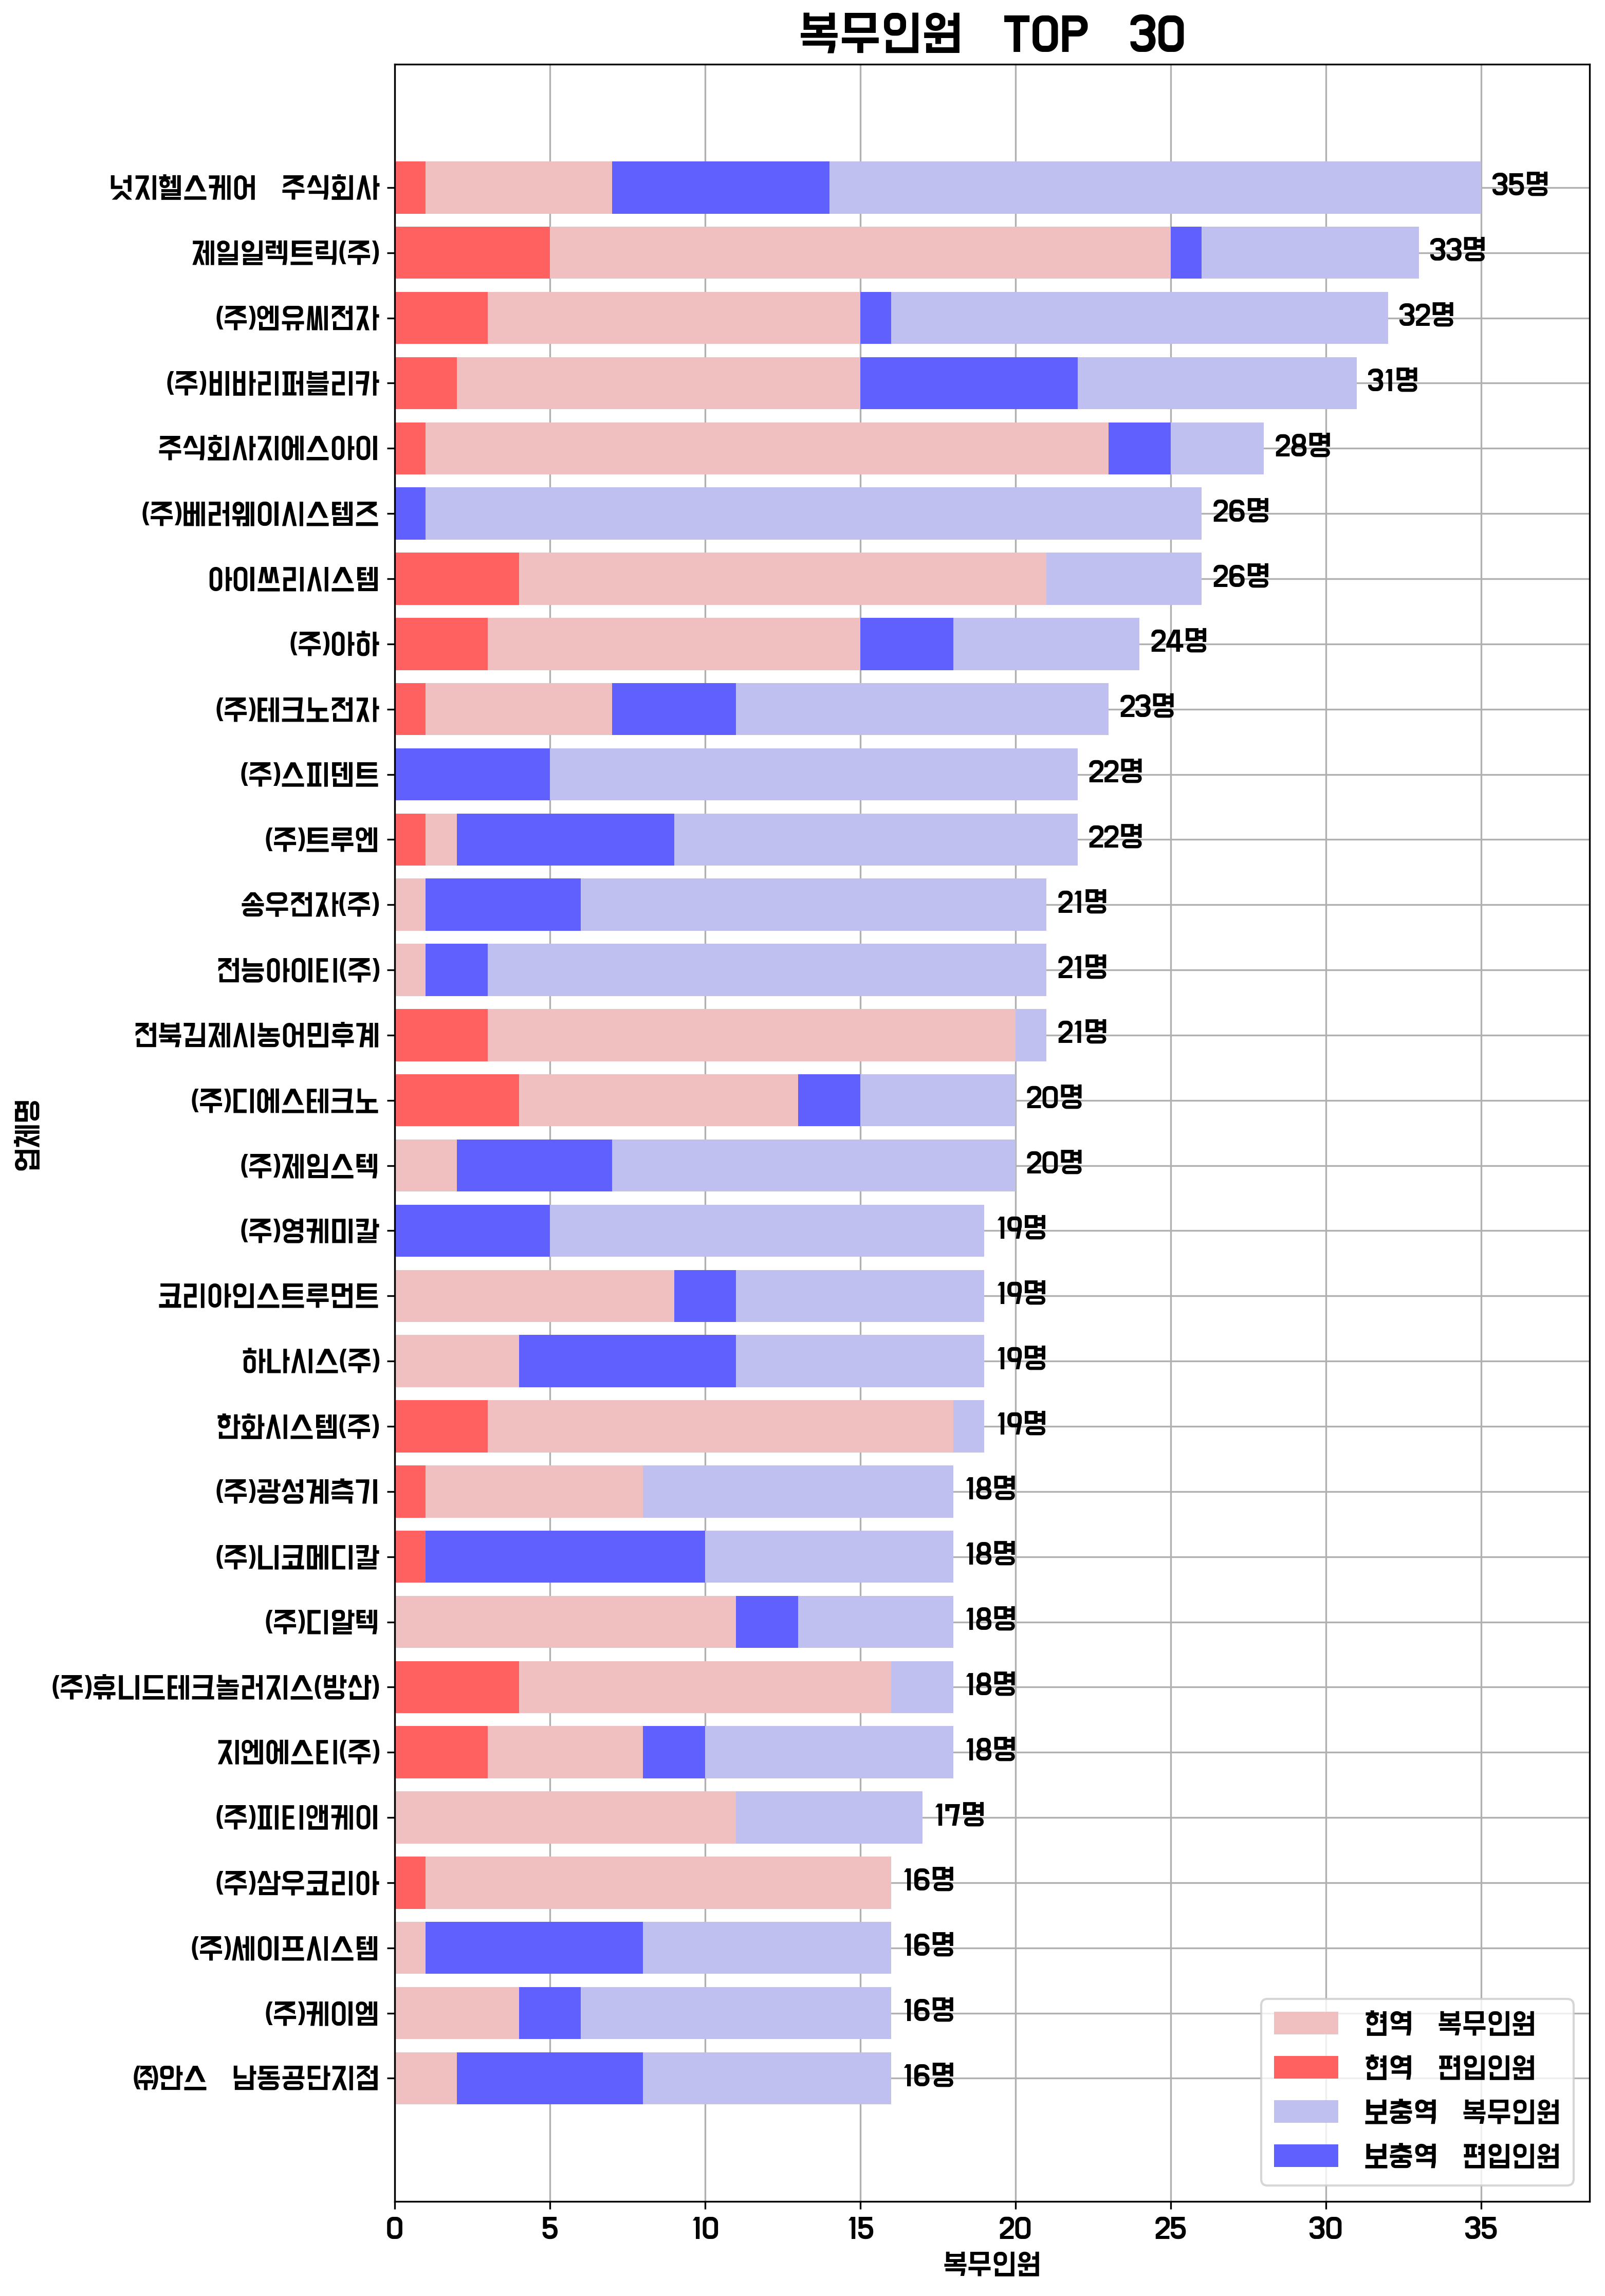 복무인원 TOP 30
넛지헬스케어 주식회사 35명
제일일렉트릭(주) 33명
(주)엔유씨전자 32명
(주)비바리퍼블리카 31명
주식회사지에스아이 28명
(주)베러웨이시스템즈 26명
아이쓰리시스템 26명
(주)아하 24명
(주)테크노전자 23명
(주)스피덴트 22명
(주)트루엔 22명
송우전자(주) 21명
전능아이티(주) 21명
전북김제시농어민후계 21명
(주)디에스테크노 20명
(주)제임스텍 20명
(주)영케미칼 19명
코리아인스트루먼트 19명
하나시스(주) 19명
한화시스템(주) 19명
(주)광성계측기 18명
(주)니코메디칼 18명
(주)디알텍 18명
(주)휴니드테크놀러지스(방산) 18명
지엔에스티(주) 18명
(주)피티앤케이 17명
(주)삼우코리아 16명
(주)세이프시스템 16명
(주)케이엠 16명
㈜안스 남동공단지점 16명
업체명
현역 복무인원
현역 편입인원
보충역 복무인원
보충역 편입인원
0 5 10 15 20 25 30 35
복무인원